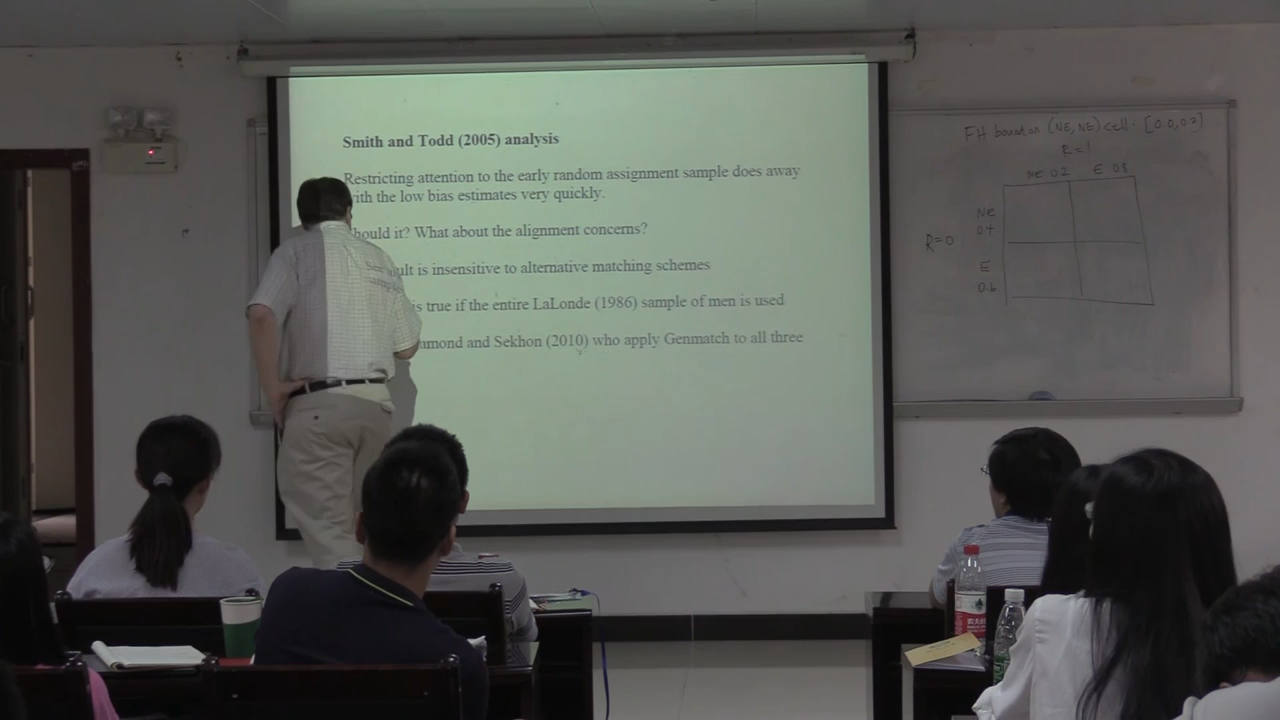 Smith and Todd (2005) analysis
Restricting attention to the early random assignment sample does away
with the low bias estimates very quickly.
hould it? What about the alignment concerns?
ult is insensitive to alternative matching schemes
is true if the entire LaLonde (1986) sample of men is used
amond and Sekhon (2010) who apply Genmatch to all three
FH bound on (NE, NE) cell: [0.0, 0.2]
R=1
NE 0.2 E 0.8
NE
0.4
R=0
E
0.6
农夫